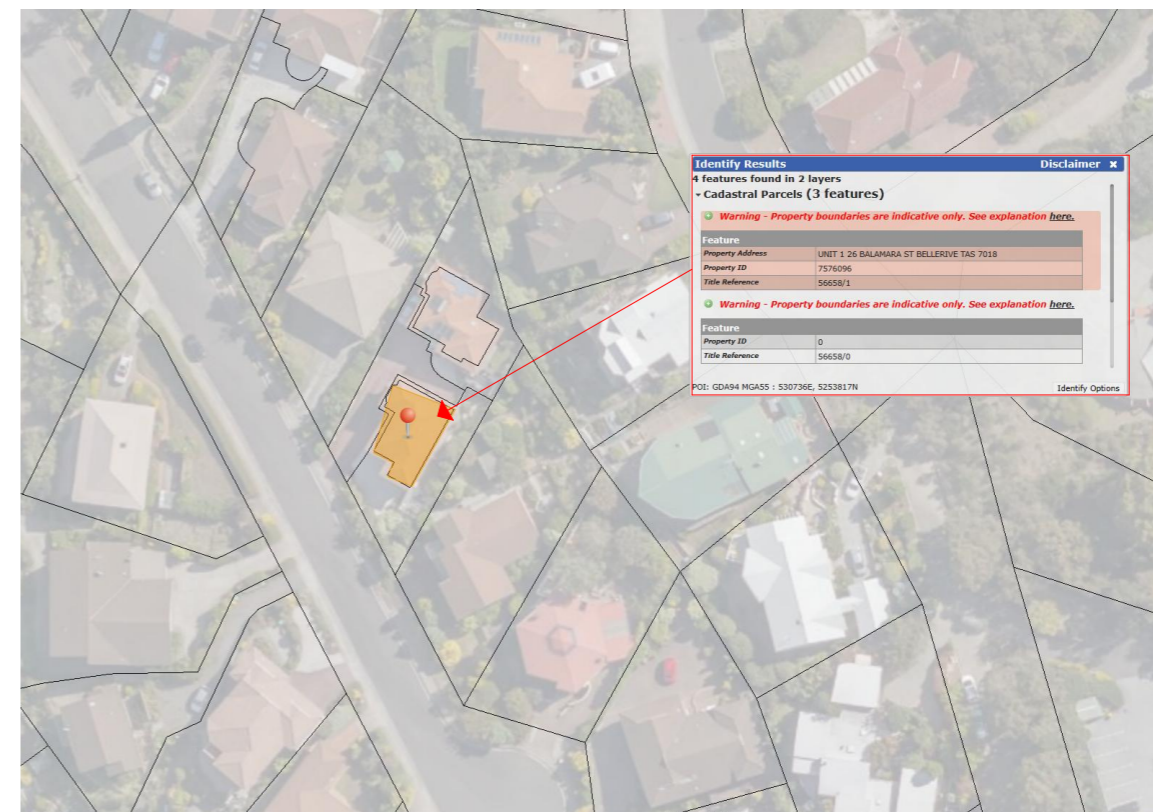 Identify Results Disclaimer x
4 features found in 2 layers
Cadastral Parcels (3 features)
Warning - Property boundaries are indicative only. See explanation here.
Feature
Property Address UNIT 1 26 BALAMARA ST BELLERIVE TAS 7018
Property ID 7576096
Title Reference 56658/1
Warning - Property boundaries are indicative only. See explanation here.
Feature
Property ID 0
Title Reference 56658/0
POI: GDA94 MGA55 : 530736E, 5253817N Identify Options